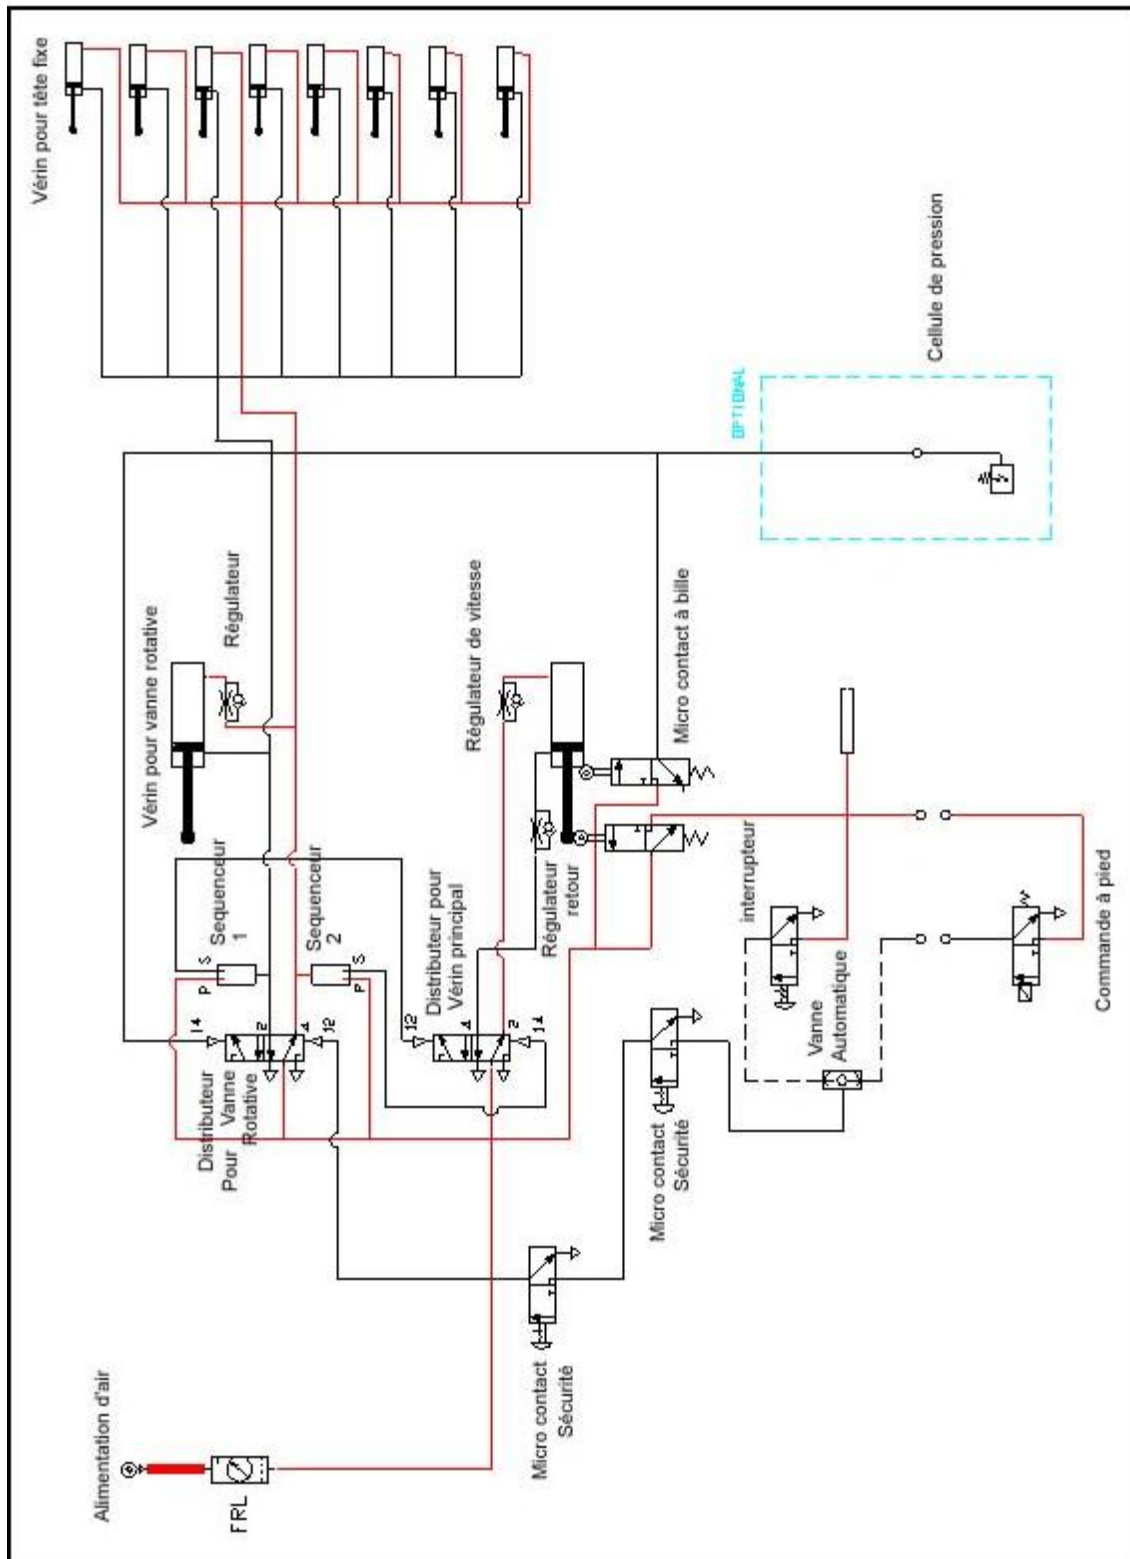 Vérin pour tête fixe
Cellule de pression
OPTIONAL
Vérin pour vanne rotative
Régulateur
Régulateur de vitesse
Micro contact à bille
Sequenceur
1
Sequenceur
2
S
P
S
P
14
2
4
12
Distributeur
Pour Vanne
Rotative
Distributeur pour
Vérin principal
12
4
2
14
Régulateur
retour
interrupteur
Vanne
Automatique
Commande à pied
Micro contact
Sécurité
Micro contact
Sécurité
Alimentation d'air
FRL